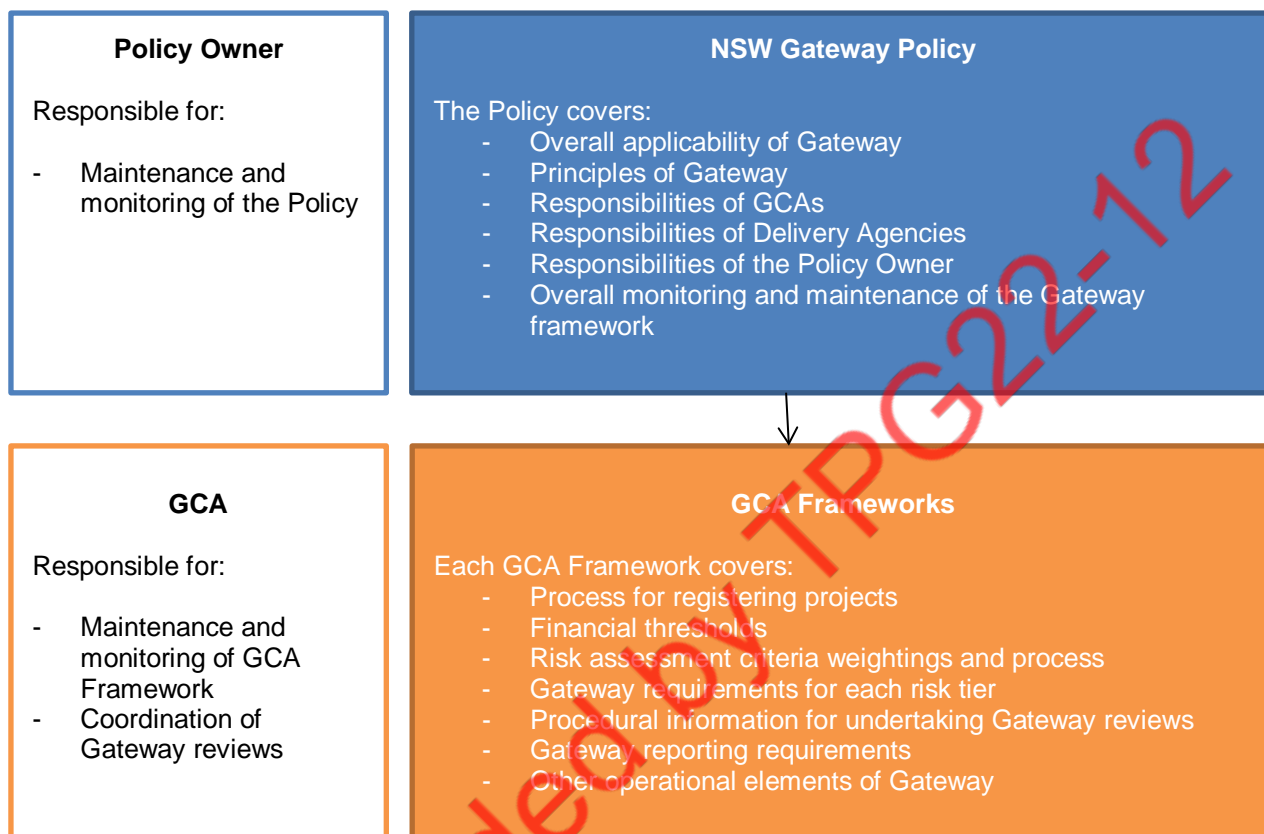 Policy Owner
Responsible for:
- Maintenance and
monitoring of the Policy
NSW Gateway Policy
The Policy covers:
- Overall applicability of Gateway
- Principles of Gateway
- Responsibilities of GCAs
- Responsibilities of Delivery Agencies
- Responsibilities of the Policy Owner
- Overall monitoring and maintenance of the Gateway
framework
GCA
Responsible for:
- Maintenance and
monitoring of GCA
Framework
- Coordination of
Gateway reviews
GCA Frameworks
Each GCA Framework covers:
- Process for registering projects
- Financial thresholds
- Risk assessment criteria weightings and process
- Gateway requirements for each risk tier
- Procedural information for undertaking Gateway reviews
- Gateway reporting requirements
- Other operational elements of Gateway
ded by TPG22-12